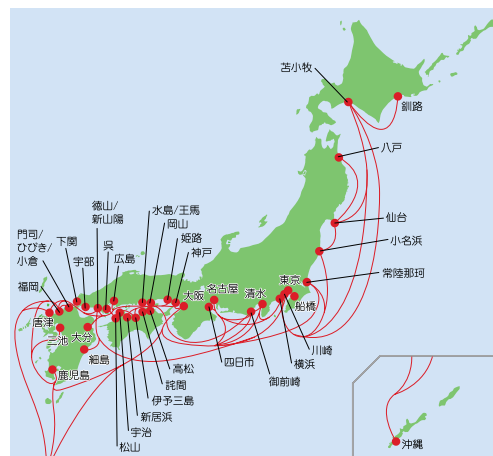 苫小牧
釧路
八戸
仙台
小名浜
常陸那珂
東京
船橋
川崎
横浜
清水
御前崎
名古屋
四日市
大阪
神戸
姫路
岡山
水島/玉馬
広島
呉
徳山/
新山陽
宇部
下関
門司/
ひびき/
小倉
福岡
唐津
三池
大分
細島
鹿児島
高松
詫間
伊予三島
新居浜
宇治
松山
沖縄